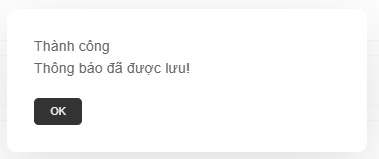 Thành công
Thông báo đã được lưu!
OK